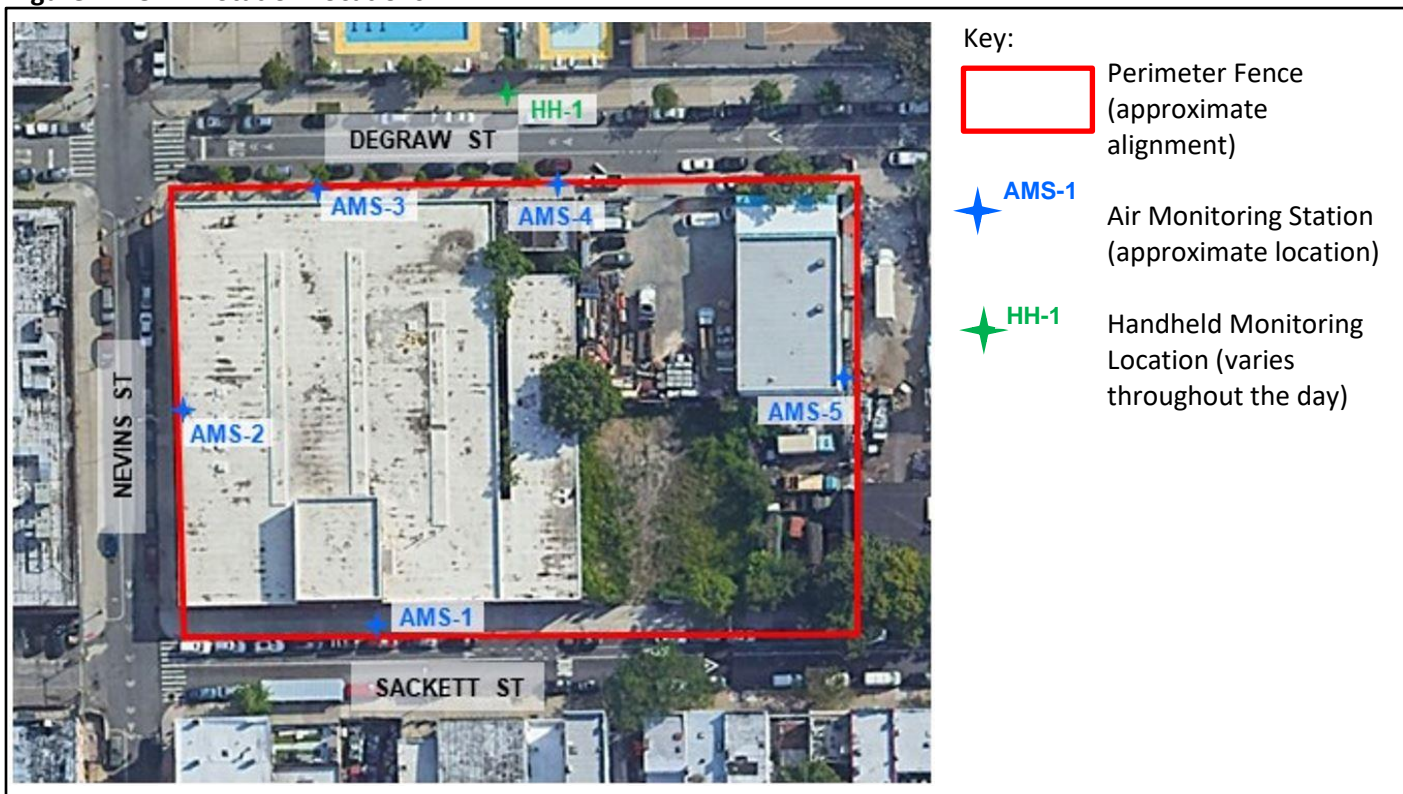 HH-1
DEGRAW ST
AMS-3
AMS-4
AMS-2
AMS-5
NEVINS ST
AMS-1
SACKETT ST
Key:
Perimeter Fence
(approximate
alignment)
AMS-1
Air Monitoring Station
(approximate location)
HH-1
Handheld Monitoring
Location (varies
throughout the day)